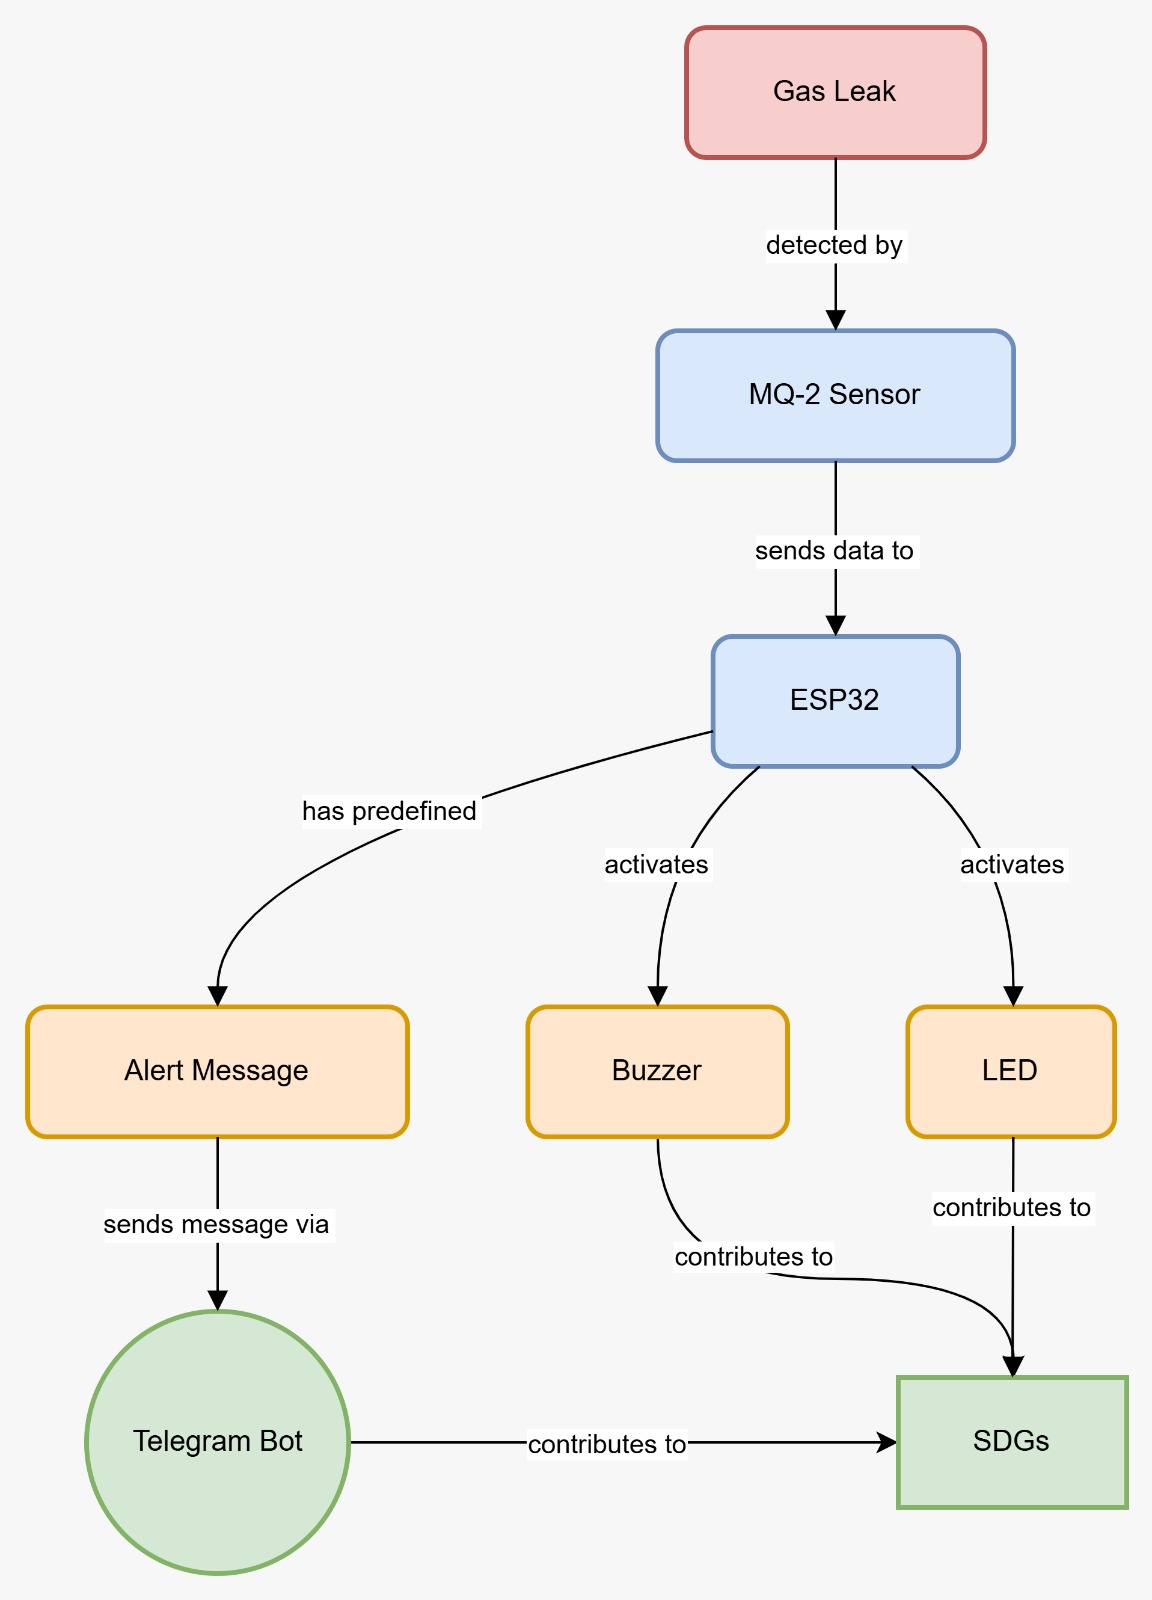 Gas Leak
detected by
MQ-2 Sensor
sends data to
ESP32
has predefined
activates
activates
Alert Message
Buzzer
LED
sends message via
contributes to
contributes to
Telegram Bot
contributes to
SDGs